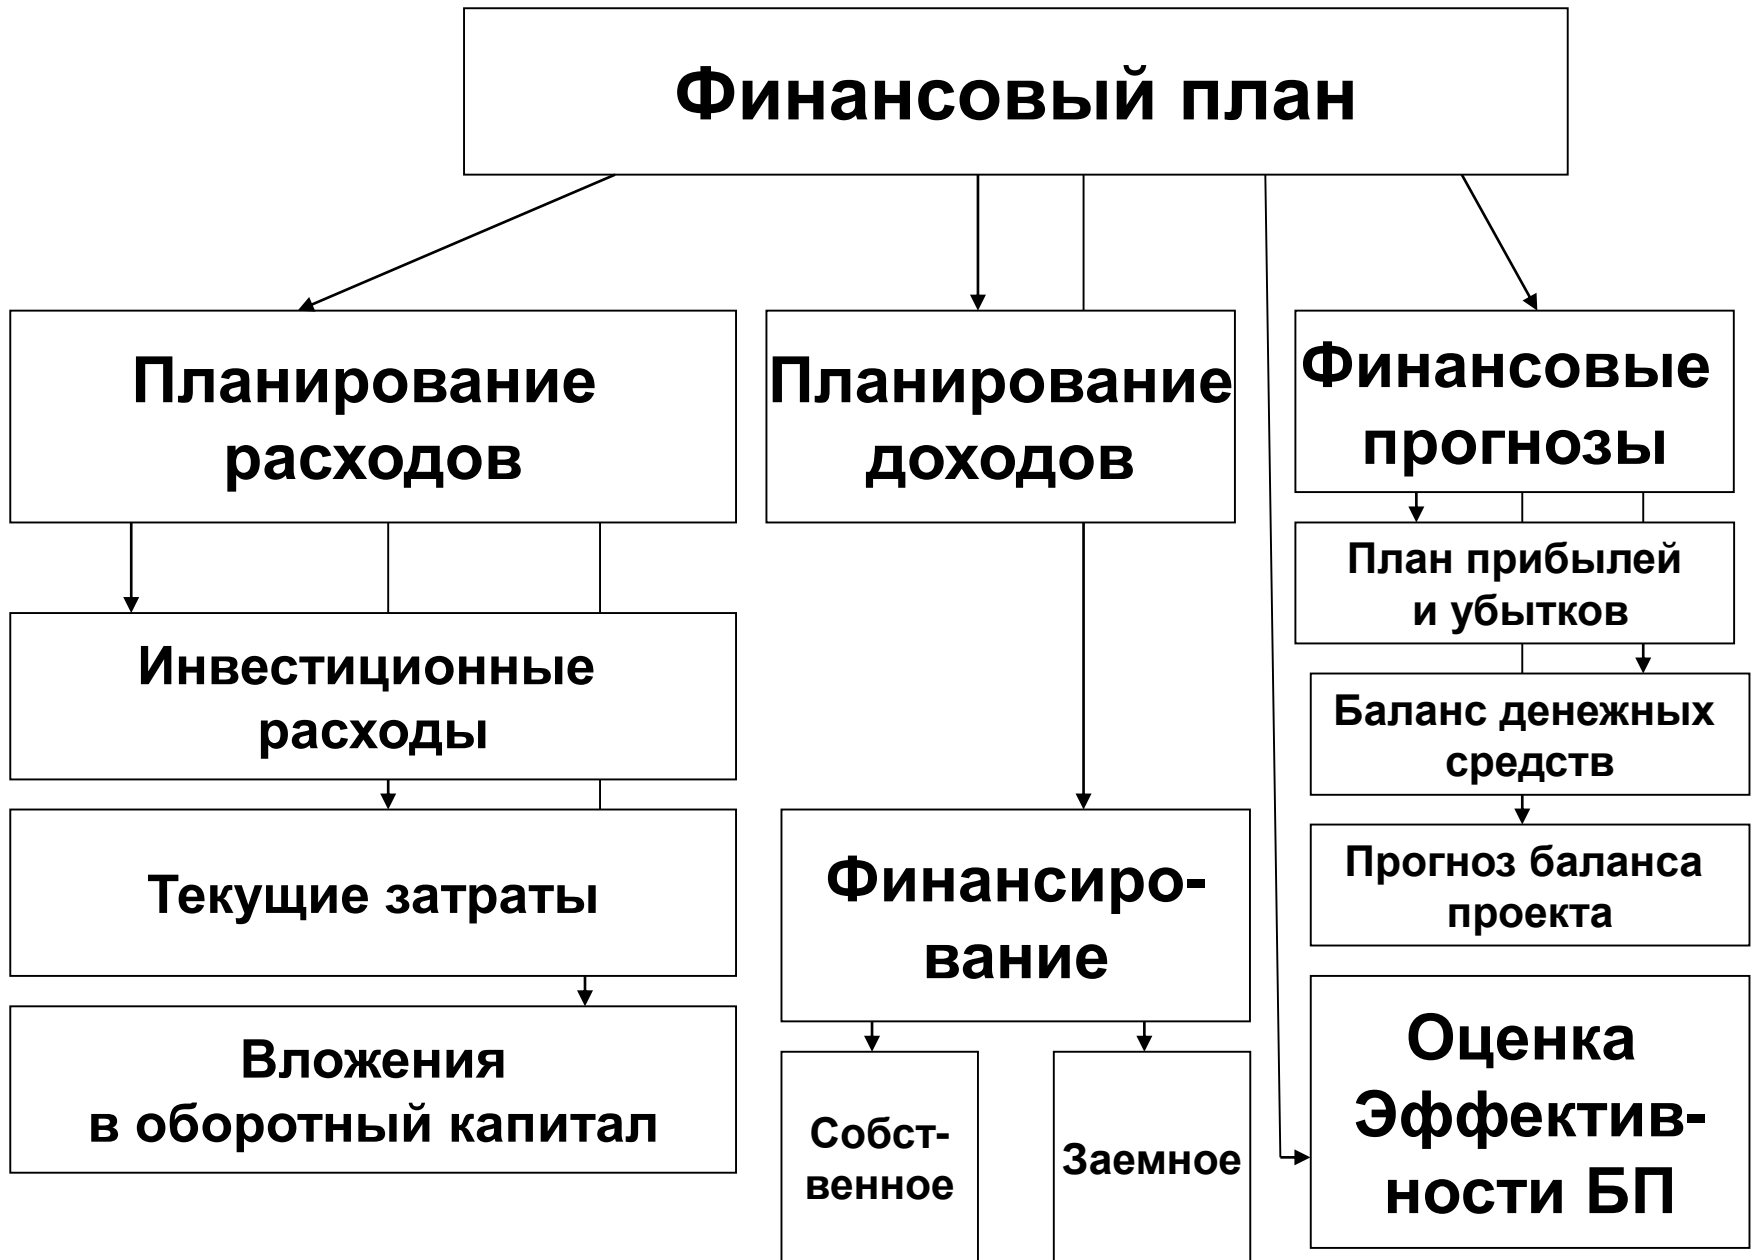 Финансовый план
Планирование
расходов
Инвестиционные
расходы
Текущие затраты
Вложения
в оборотный капитал
Планирование
доходов
Финансиро-
вание
Собст-
венное
Заемное
Финансовые
прогнозы
План прибылей
и убытков
Баланс денежных
средств
Прогноз баланса
проекта
Оценка
Эффектив-
ности БП